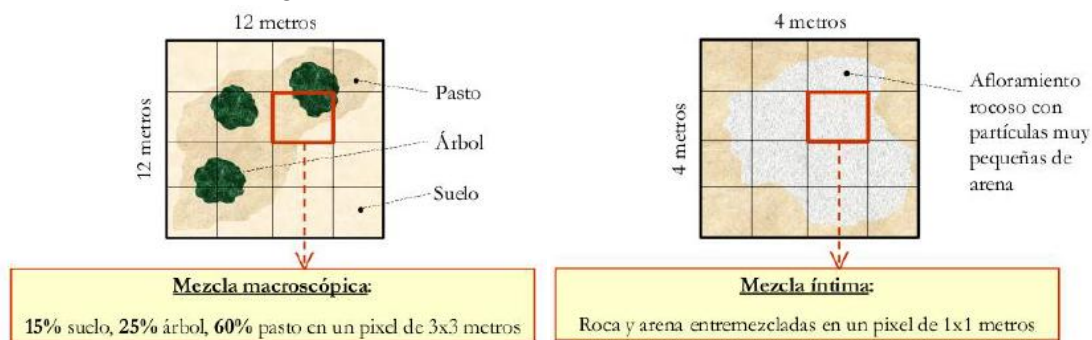 12 metros
12 metros
Pasto
Árbol
Suelo
4 metros
4 metros
Afloramiento
rocoso con
partículas muy
pequeñas de
arena
Mezcla macroscópica:
15% suelo, 25% árbol, 60% pasto en un pixel de 3x3 metros
Mezcla íntima:
Roca y arena entremezcladas en un pixel de 1x1 metros